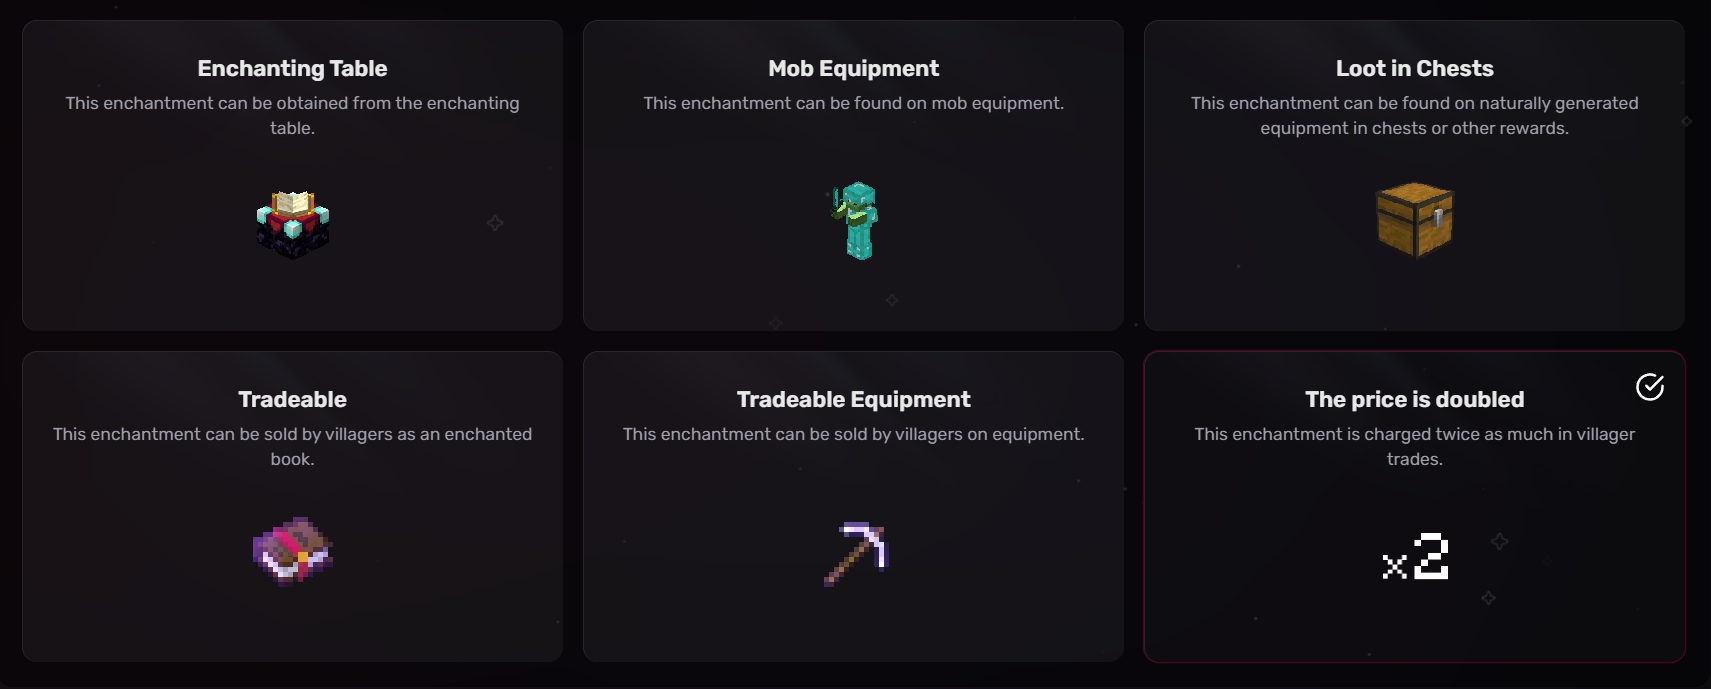 Enchanting Table
This enchantment can be obtained from the enchanting
table.
Mob Equipment
This enchantment can be found on mob equipment.
Loot in Chests
This enchantment can be found on naturally generated
equipment in chests or other rewards.
Tradeable
This enchantment can be sold by villagers as an enchanted
book.
Tradeable Equipment
This enchantment can be sold by villagers on equipment.
The price is doubled
This enchantment is charged twice as much in villager
trades.
x2